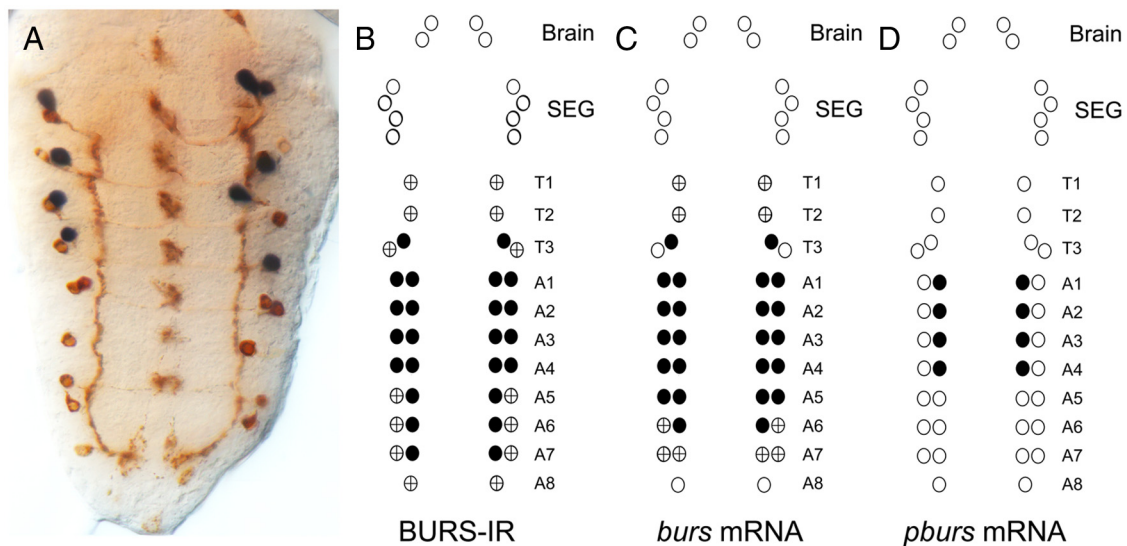 A
B
Brain
SEG
T1
T2
T3
A1
A2
A3
A4
A5
A6
A7
A8
BURS-IR
C
Brain
SEG
T1
T2
T3
A1
A2
A3
A4
A5
A6
A7
A8
burs mRNA
D
Brain
SEG
T1
T2
T3
A1
A2
A3
A4
A5
A6
A7
A8
pburs mRNA